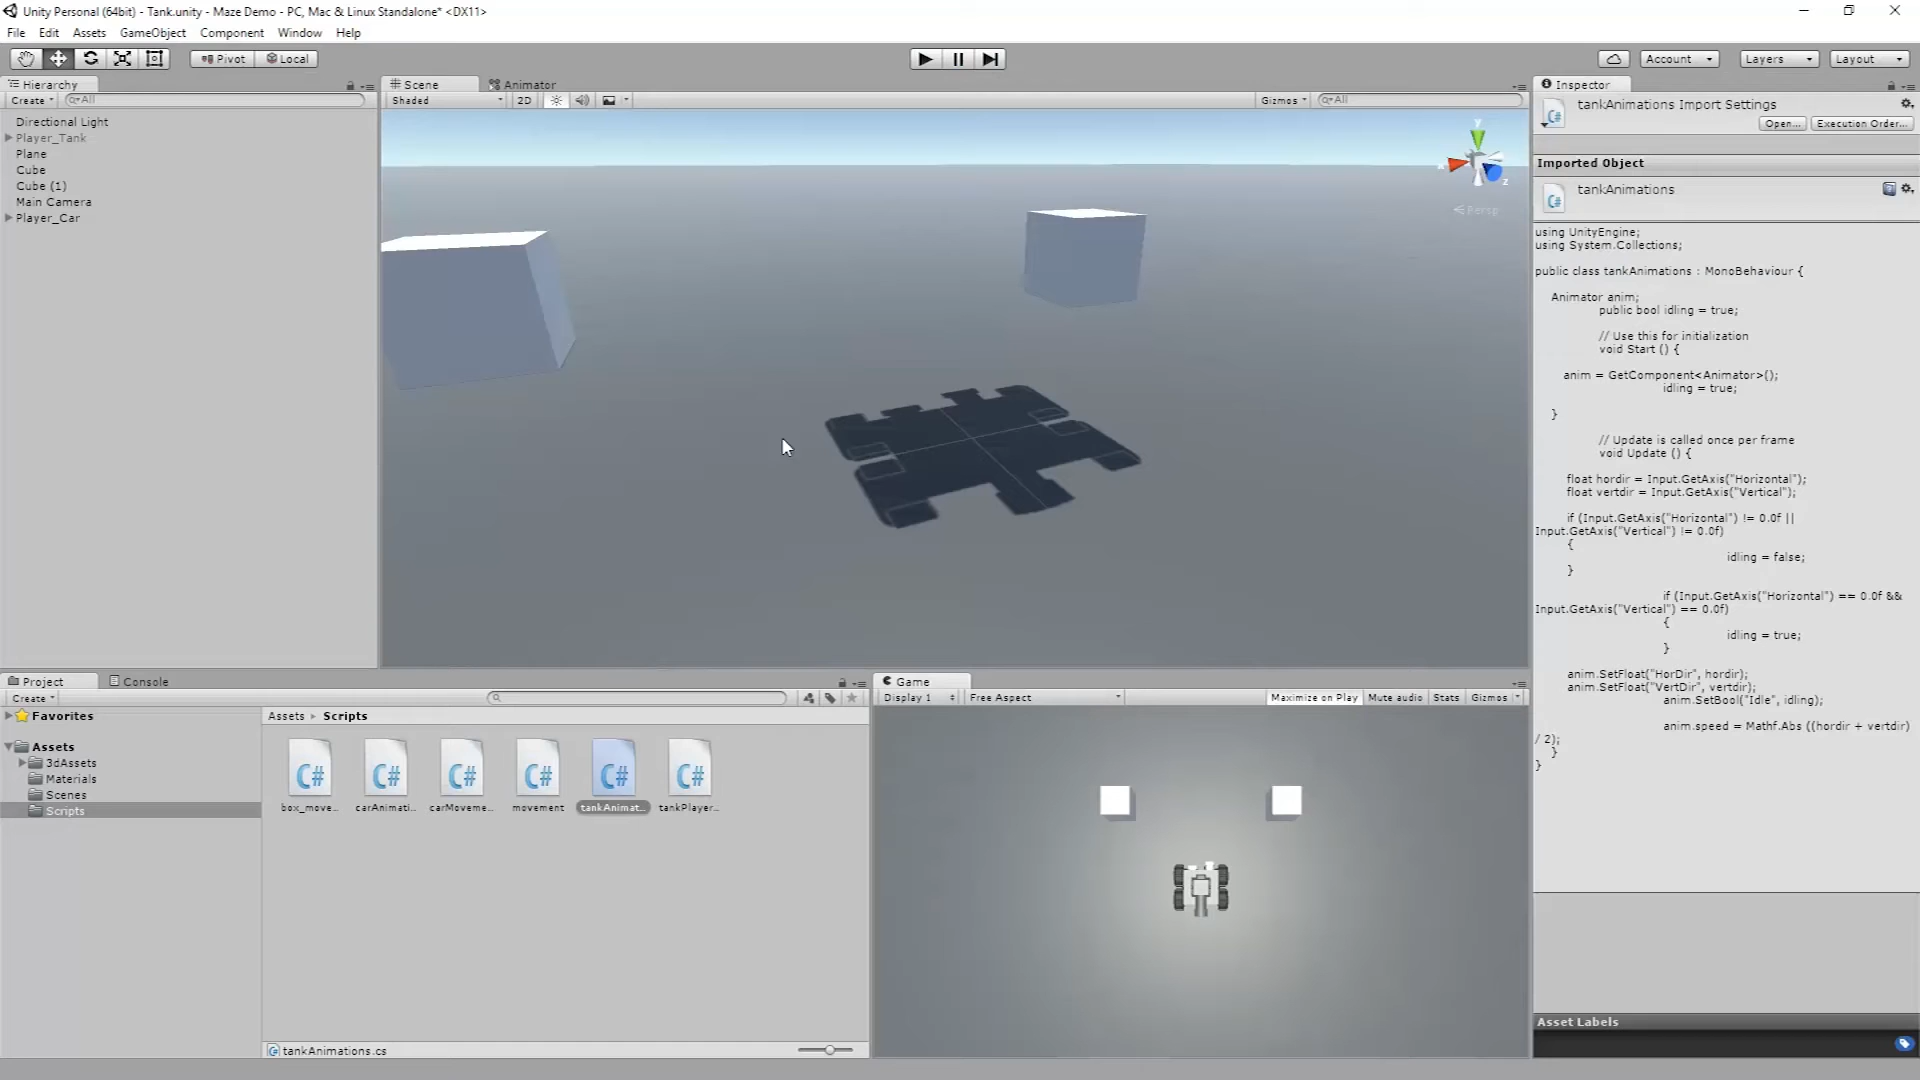 Unity Personal (64bit) - Tank.unity - Maze Demo - PC, Mac & Linux Standalone* <DX11>
File Edit Assets GameObject Component Window Help
Pivot Local Account Layers Layout
Hierarchy
Create All
Directional Light
Player_Tank
Plane
Cube
Cube (1)
Main Camera
Player_Car
Scene Animator
Shaded 2D Gizmos All
y
x
z
Persp
Inspector
tankAnimations Import Settings
Open... Execution Order...
Imported Object
tankAnimations
using UnityEngine;
using System.Collections;
public class tankAnimations : MonoBehaviour {
Animator anim;
public bool idling = true;
// Use this for initialization
void Start () {
anim = GetComponent<Animator>();
idling = true;
}
// Update is called once per frame
void Update () {
float hordir = Input.GetAxis("Horizontal");
float vertdir = Input.GetAxis("Vertical");
if (Input.GetAxis("Horizontal") != 0.0f ||
Input.GetAxis("Vertical") != 0.0f)
{
idling = false;
}
if (Input.GetAxis("Horizontal") == 0.0f &&
Input.GetAxis("Vertical") == 0.0f)
{
idling = true;
}
anim.SetFloat("HorDir", hordir);
anim.SetFloat("VertDir", vertdir);
anim.SetBool("Idle", idling);
anim.speed = Mathf.Abs ((hordir + vertdir)
/ 2);
}
}
Asset Labels
Project Console
Create
Favorites
Assets
3dAssets
Materials
Scenes
Scripts
Assets Scripts
C# C# C# C# C# C#
box_move... carAnimati... carMoveme... movement tankAnimat... tankPlayer...
tankAnimations.cs
Game
Display 1 Free Aspect Maximize on Play Mute audio Stats Gizmos